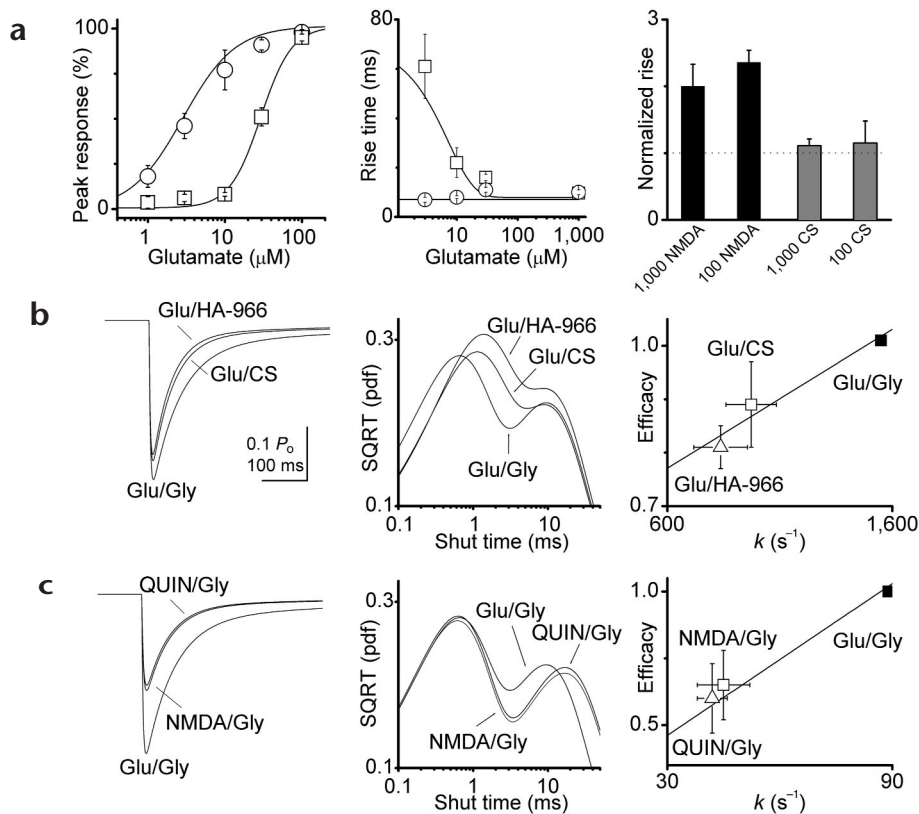 a
Peak response (%)
100
0
1
10
100
Glutamate (μM)
Rise time (ms)
80
0
10
100
1,000
Glutamate (μM)
Normalized rise
3
1
3
1,000 NMDA
100 NMDA
1,000 CS
100 CS
b
Glu/HA-966
Glu/CS
Glu/Gly
0.1 Po
100 ms
SQRT (pdf)
0.3
0.1
0.1
1
10
Shut time (ms)
Glu/HA-966
Glu/CS
Glu/Gly
Efficacy
1.0
0.7
600
1,600
k (s⁻¹)
Glu/CS
Glu/Gly
Glu/HA-966
c
QUIN/Gly
NMDA/Gly
Glu/Gly
SQRT (pdf)
0.3
0.1
0.1
1
10
Shut time (ms)
Glu/Gly
QUIN/Gly
NMDA/Gly
Efficacy
1.0
0.5
30
90
k (s⁻¹)
NMDA/Gly
Glu/Gly
QUIN/Gly